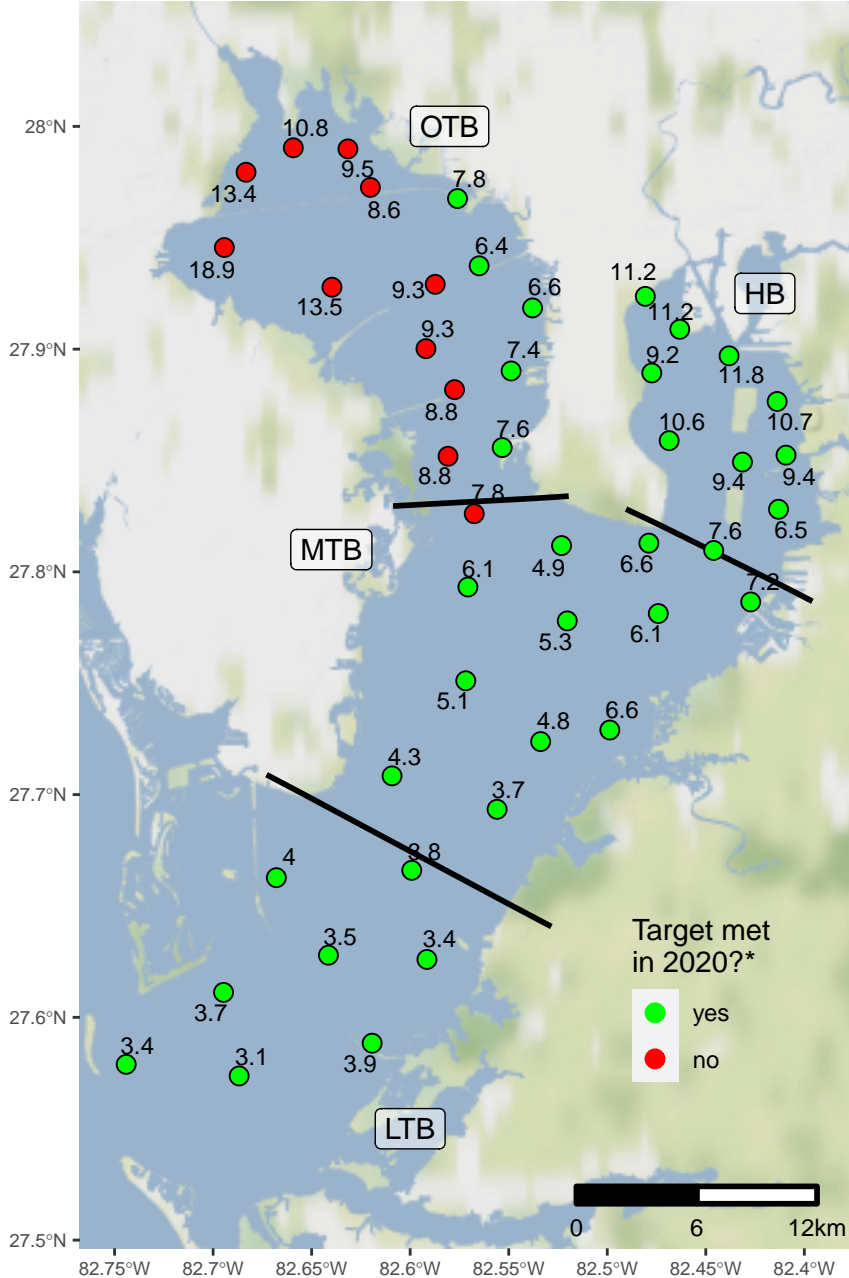 28°N
27.9°N
27.8°N
27.7°N
27.6°N
27.5°N
OTB
10.8
9.5
13.4
8.6
7.8
18.9
6.4
13.5
9.3
6.6
11.2
HB
11.2
9.3
7.4
9.2
11.8
8.8
10.6
10.7
7.6
8.8
9.4
9.4
7.8
6.5
MTB
4.9
6.6
7.6
6.1
7.2
5.3
6.1
5.1
4.8
6.6
4.3
3.7
3.8
4
3.5
3.4
3.7
3.4
3.1
3.9
LTB
Target met
in 2020?*
yes
no
0 6 12km
82.75°W 82.7°W 82.65°W 82.6°W 82.55°W 82.5°W 82.45°W 82.4°W